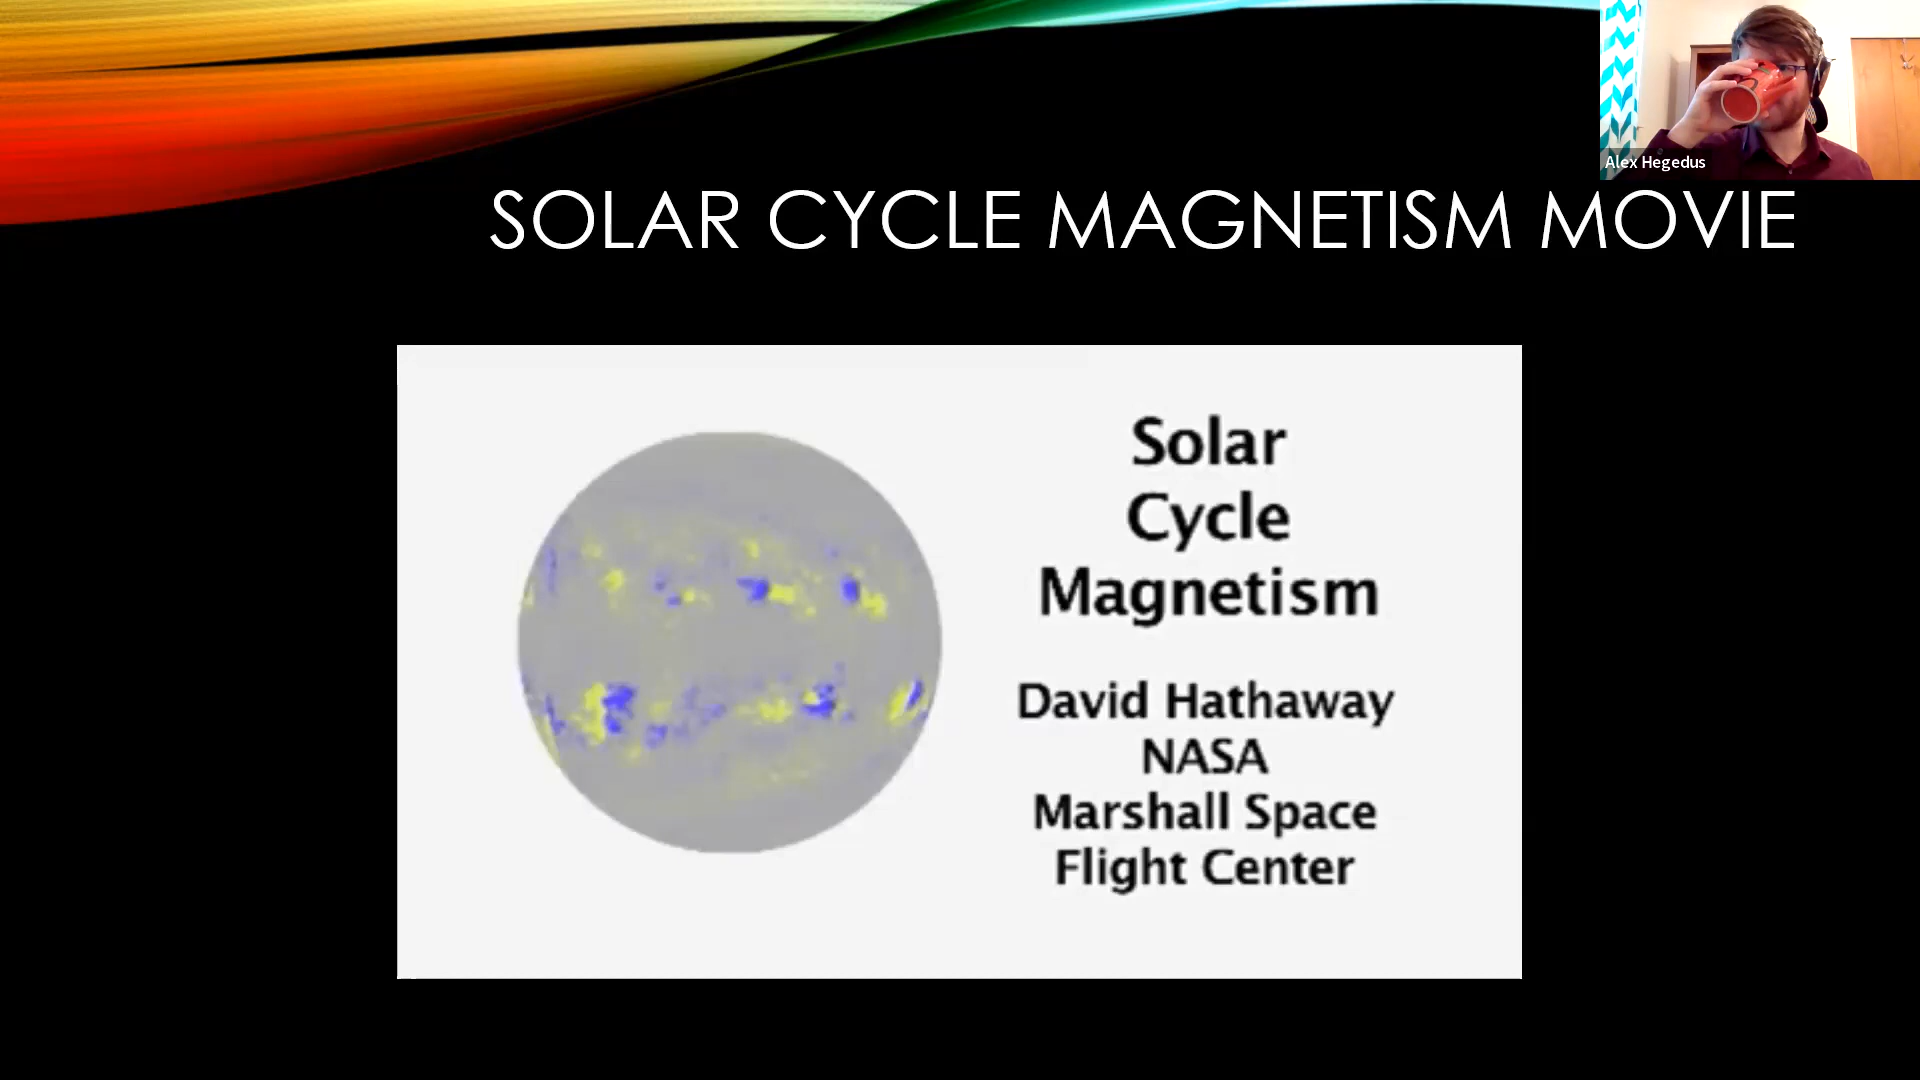 Alex Hegedus
SOLAR CYCLE MAGNETISM MOVIE
Solar
Cycle
Magnetism
David Hathaway
NASA
Marshall Space
Flight Center